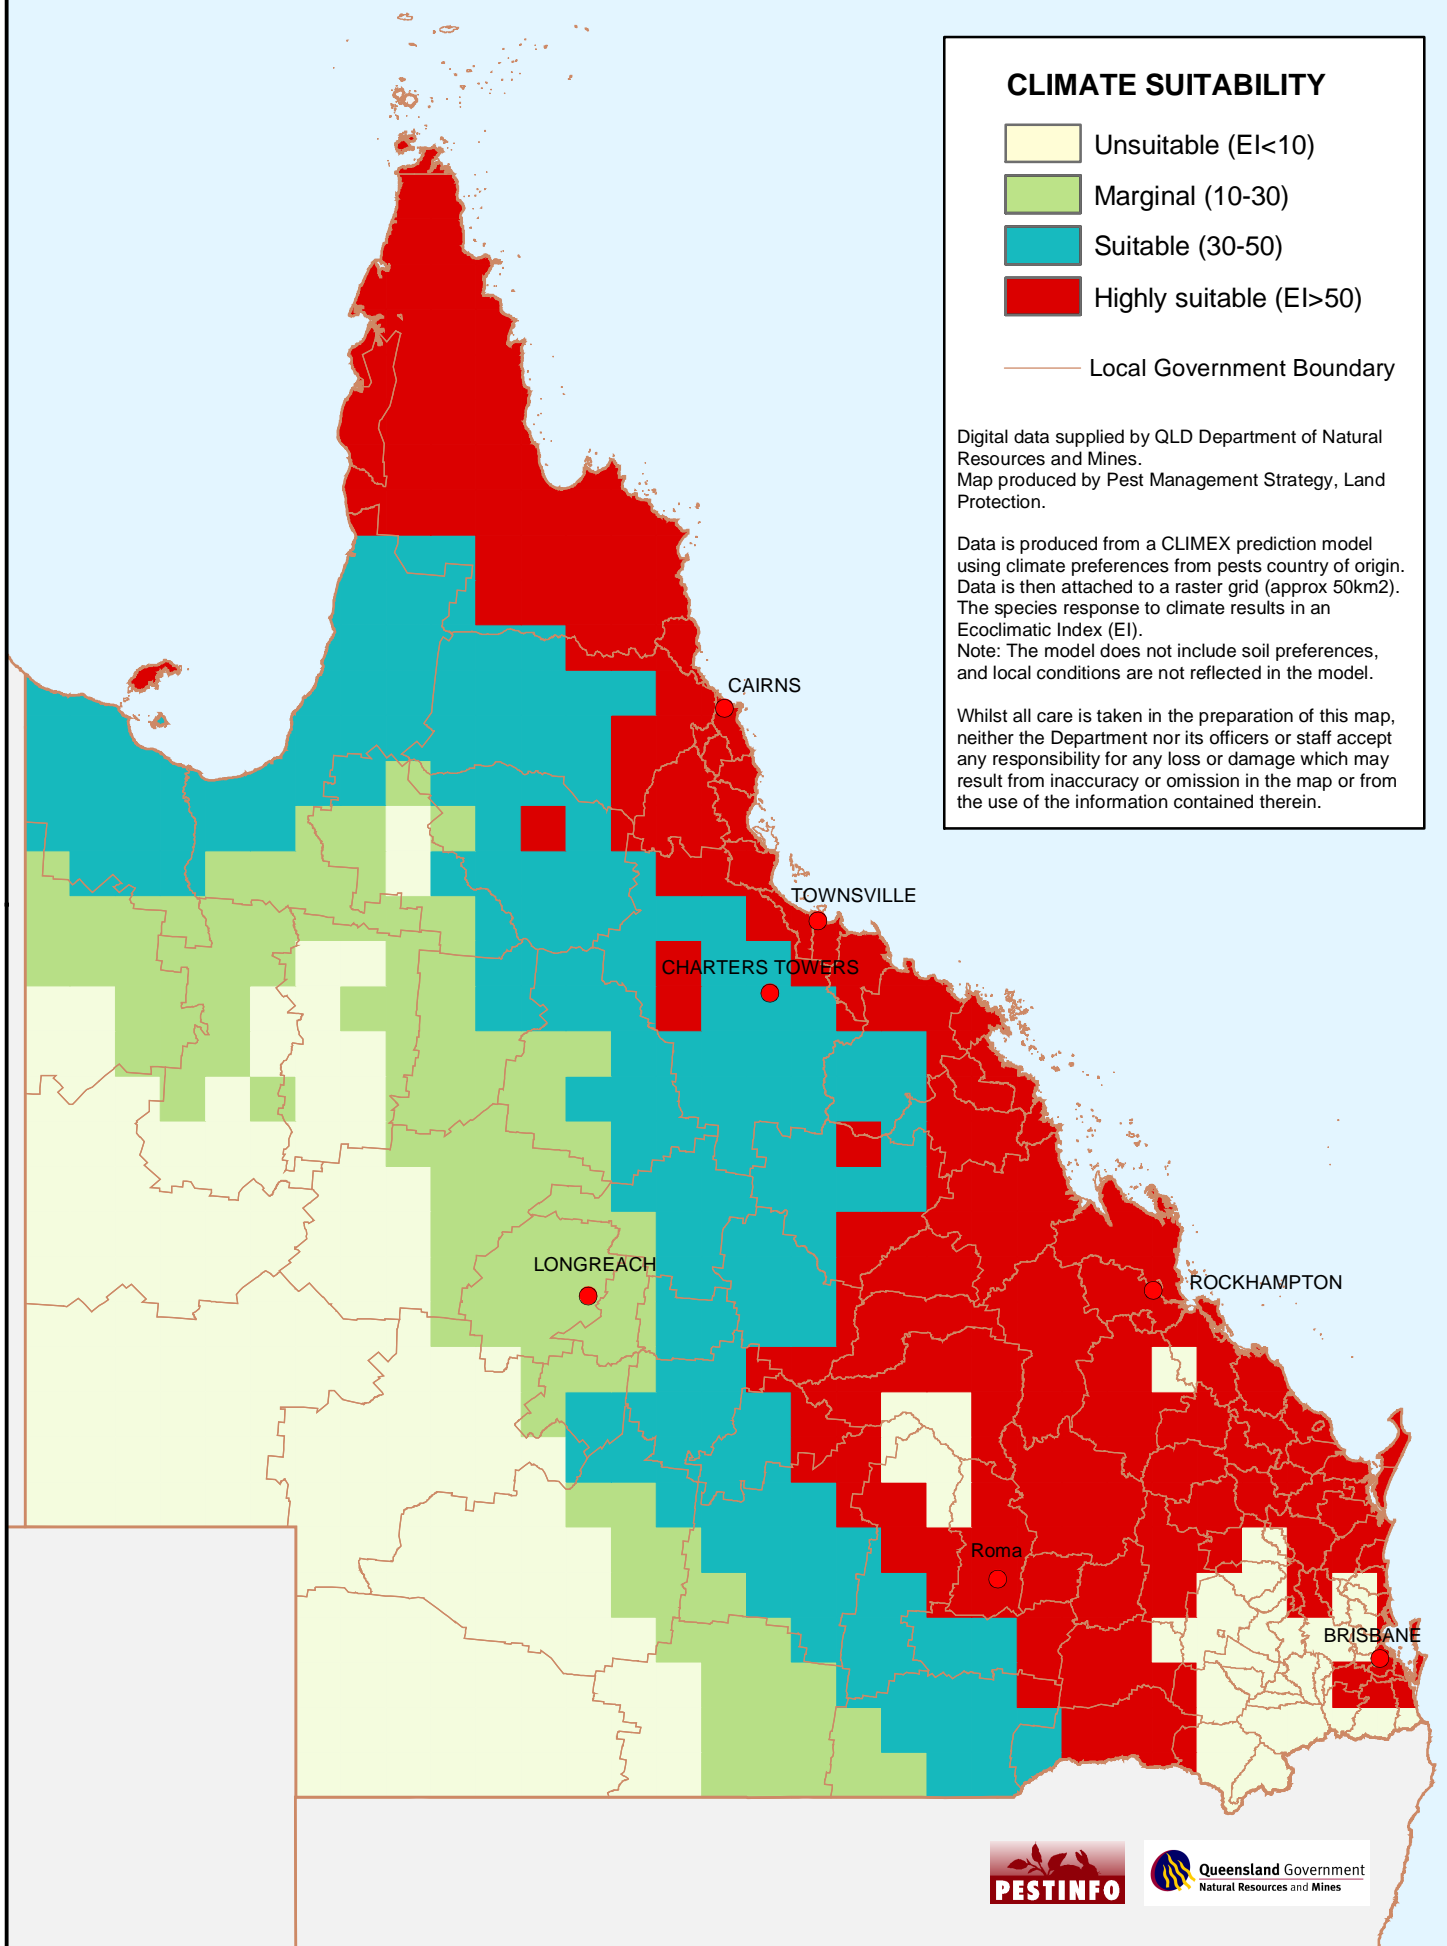 CLIMATE SUITABILITY
Unsuitable (EI<10)
Marginal (10-30)
Suitable (30-50)
Highly suitable (EI>50)
Local Government Boundary
Digital data supplied by QLD Department of Natural
Resources and Mines.
Map produced by Pest Management Strategy, Land
Protection.
Data is produced from a CLIMEX prediction model
using climate preferences from pests country of origin.
Data is then attached to a raster grid (approx 50km2).
The species response to climate results in an
Ecoclimatic Index (EI).
Note: The model does not include soil preferences,
and local conditions are not reflected in the model.
Whilst all care is taken in the preparation of this map,
neither the Department nor its officers or staff accept
any responsibility for any loss or damage which may
result from inaccuracy or omission in the map or from
the use of the information contained therein.
CAIRNS
TOWNSVILLE
CHARTERS TOWERS
LONGREACH
ROCKHAMPTON
Roma
BRISBANE
PESTINFO
Queensland Government
Natural Resources and Mines